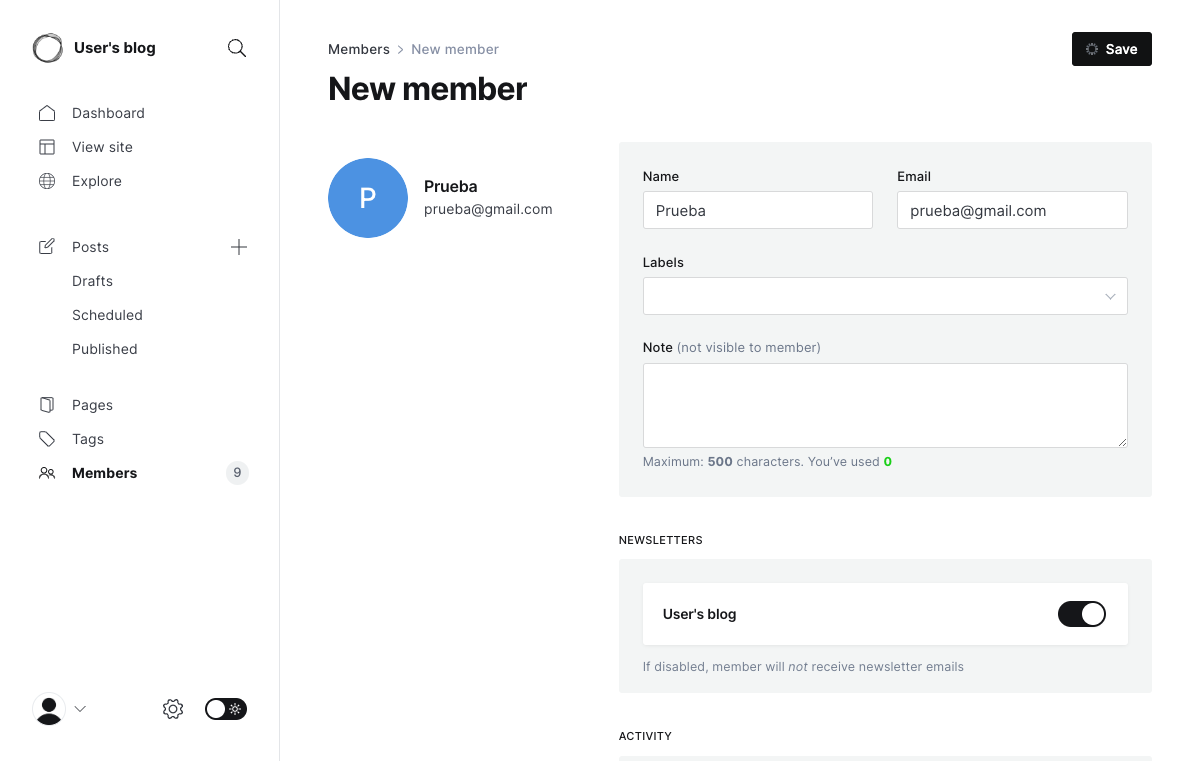 User's blog
Dashboard
View site
Explore
Posts
Drafts
Scheduled
Published
Pages
Tags
Members
9
Members
New member
Save
New member
P
Prueba
prueba@gmail.com
Name
Email
Prueba
prueba@gmail.com
Labels
Note (not visible to member)
Maximum: 500 characters. You’ve used 0
NEWSLETTERS
User's blog
If disabled, member will not receive newsletter emails
ACTIVITY